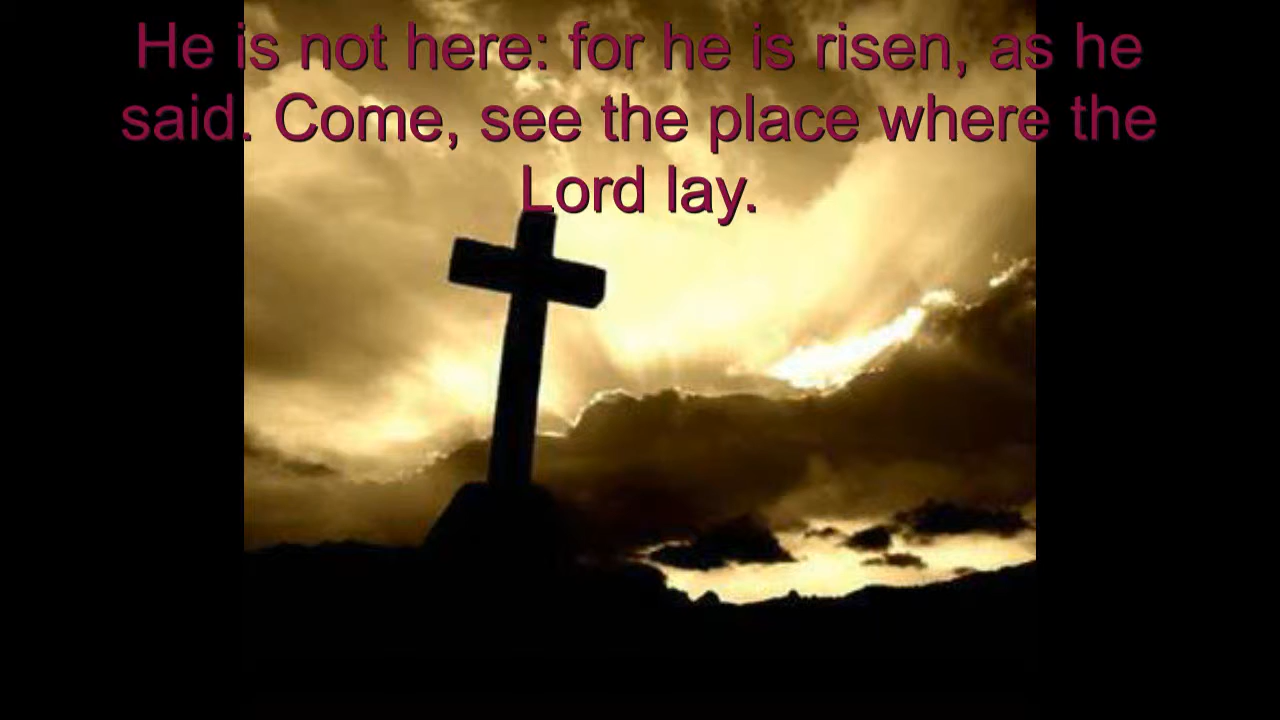 He is not here: for he is risen, as he
said. Come, see the place where the
Lord lay.